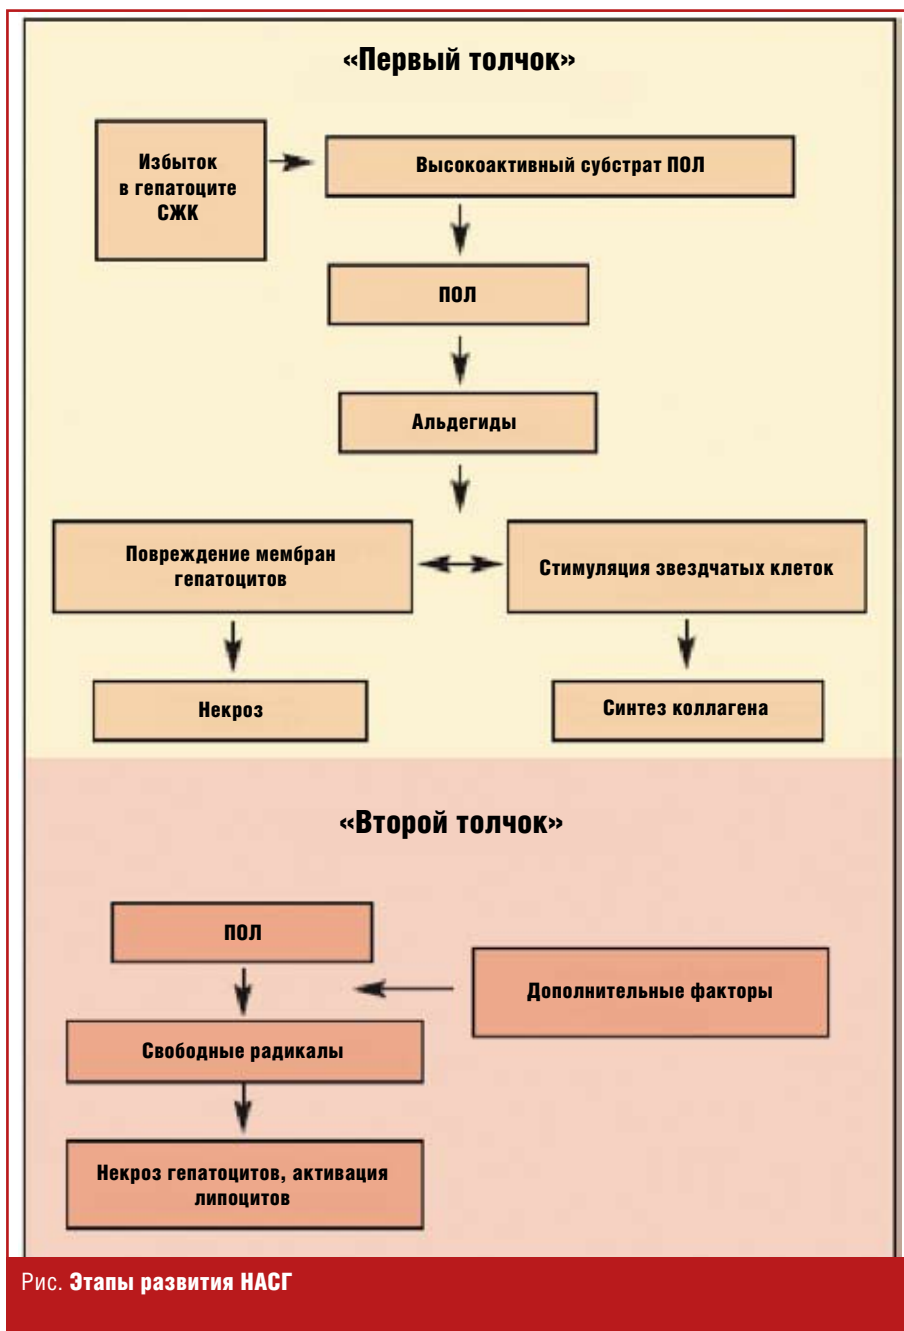 «Первый толчок»
Избыток
в гепатоците
СЖК
Высокоактивный субстрат ПОЛ
ПОЛ
Альдегиды
Повреждение мембран
гепатоцитов
Стимуляция звездчатых клеток
Некроз
Синтез коллагена
«Второй толчок»
ПОЛ
Дополнительные факторы
Свободные радикалы
Некроз гепатоцитов, активация
липоцитов
Рис. Этапы развития НАСГ